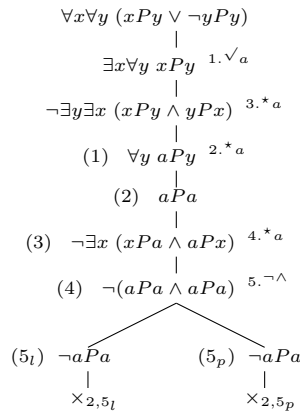 ∀x∀y (xPy ∨ ¬yPy)
∃x∀y xPy 1.√a
¬∃y∃x (xPy ∧ yPx) 3.⋆a
(1) ∀y aPy 2.⋆a
(2) aPa
(3) ¬∃x (xPa ∧ aPx) 4.⋆a
(4) ¬(aPa ∧ aPa) 5.¬∧
(5l) ¬aPa (5p) ¬aPa
×2,5l ×2,5p